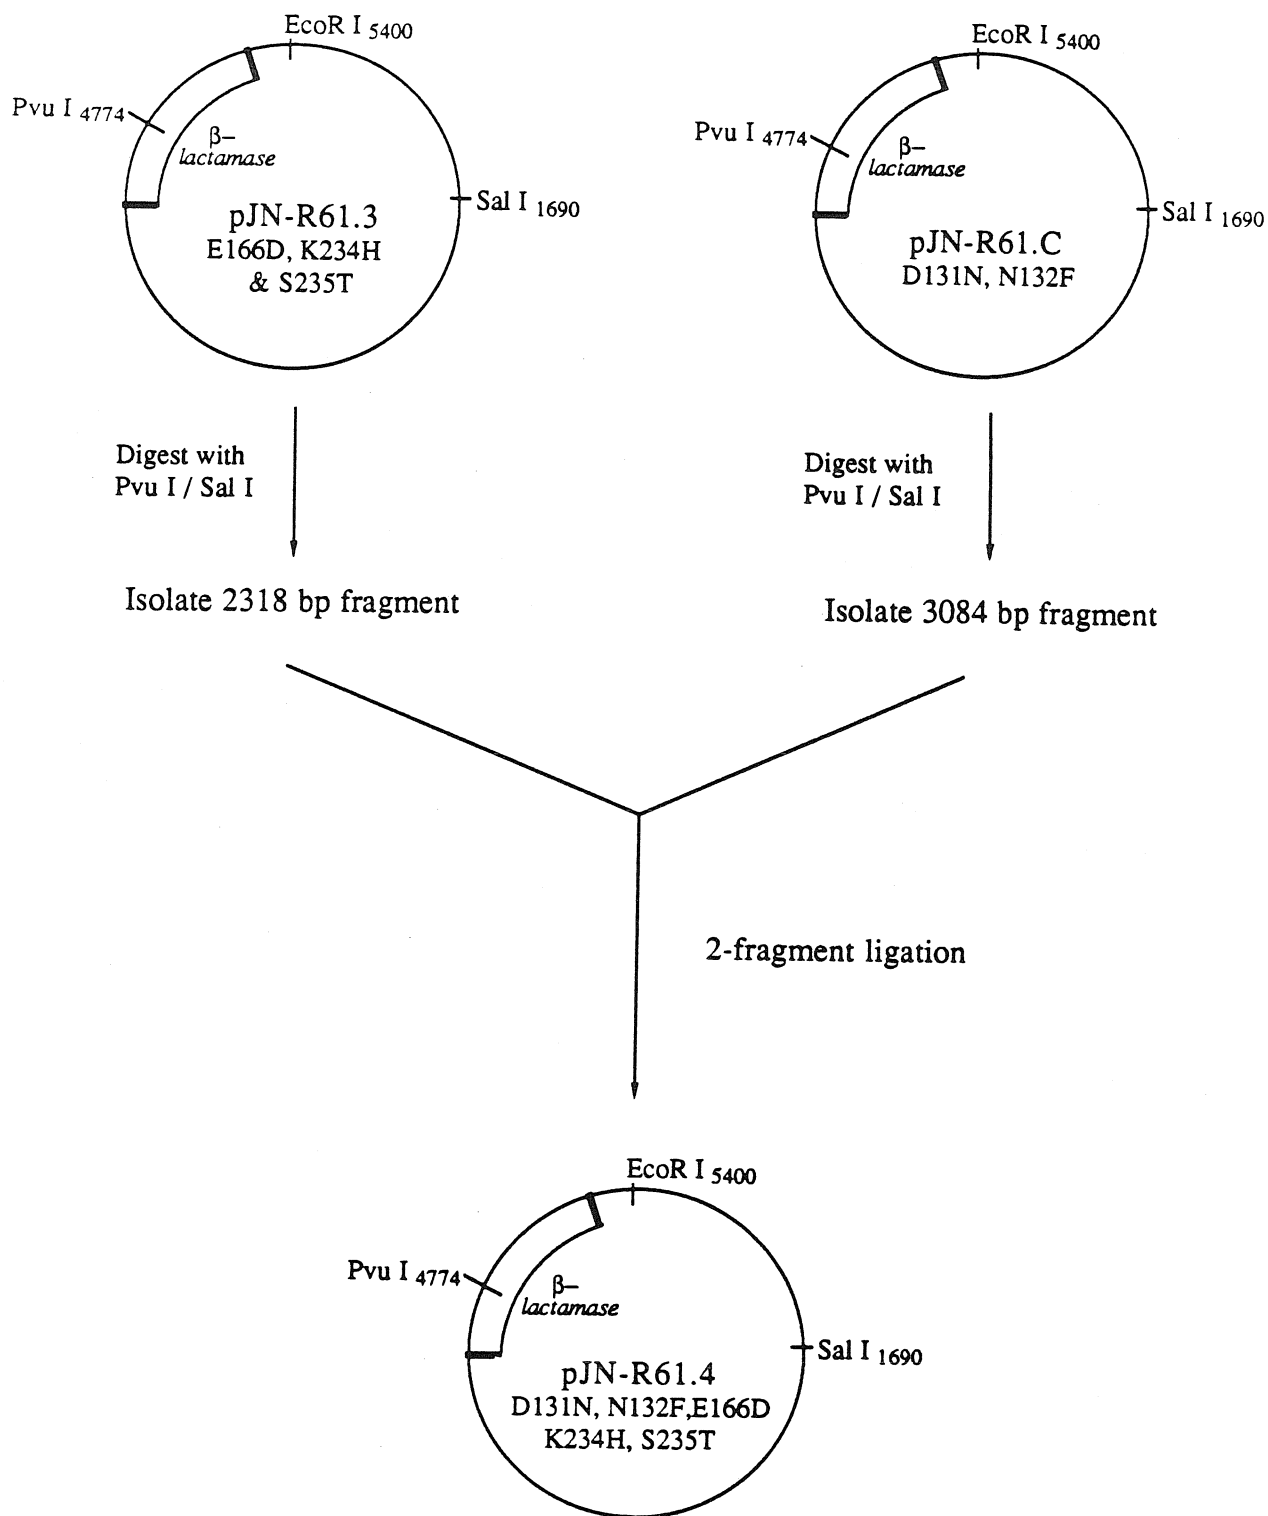 EcoR I 5400
Pvu I 4774
β–
lactamase
Sal I 1690
pJN-R61.3
E166D, K234H
& S235T
EcoR I 5400
Pvu I 4774
β–
lactamase
Sal I 1690
pJN-R61.C
D131N, N132F
Digest with
Pvu I / Sal I
Digest with
Pvu I / Sal I
Isolate 2318 bp fragment
Isolate 3084 bp fragment
2-fragment ligation
EcoR I 5400
Pvu I 4774
β–
lactamase
Sal I 1690
pJN-R61.4
D131N, N132F,E166D
K234H, S235T